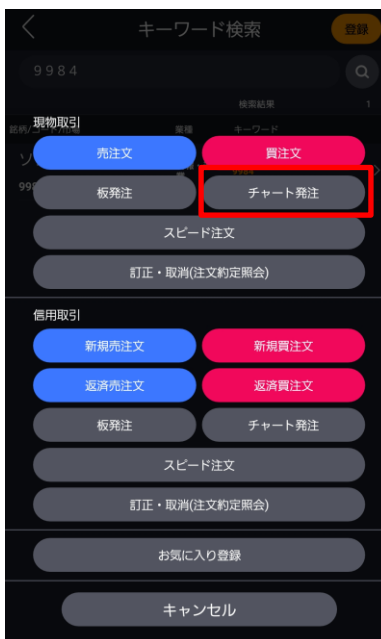 キーワード検索 登録
9984
検索結果 1
銘柄/コード/市場 業種 キーワード
現物取引
ソ
売注文 買注文
998
板発注 チャート発注
スピード注文
訂正・取消(注文約定照会)
信用取引
新規売注文 新規買注文
返済売注文 返済買注文
板発注 チャート発注
スピード注文
訂正・取消(注文約定照会)
お気に入り登録
キャンセル